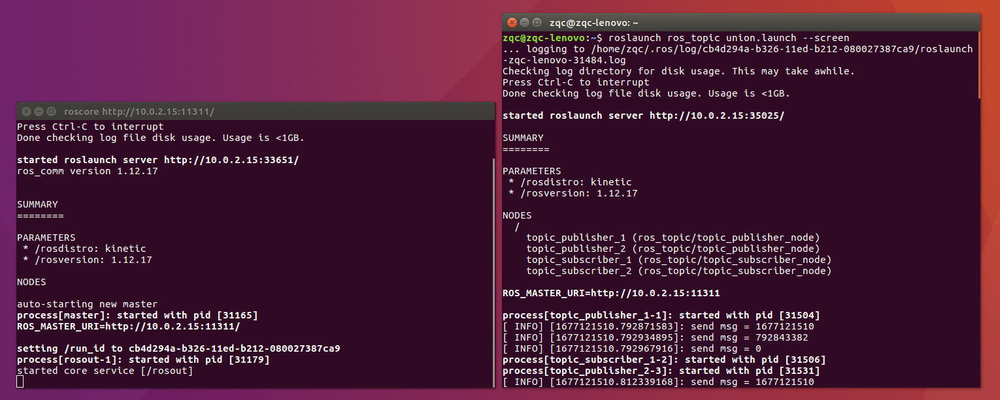 roscore http://10.0.2.15:11311/
Press Ctrl-C to interrupt
Done checking log file disk usage. Usage is <1GB.
started roslaunch server http://10.0.2.15:33651/
ros_comm version 1.12.17
SUMMARY
========
PARAMETERS
 * /rosdistro: kinetic
 * /rosversion: 1.12.17
NODES
auto-starting new master
process[master]: started with pid [31165]
ROS_MASTER_URI=http://10.0.2.15:11311/
setting /run_id to cb4d294a-b326-11ed-b212-080027387ca9
process[rosout-1]: started with pid [31179]
started core service [/rosout]
zqc@zqc-lenovo: ~
zqc@zqc-lenovo:~$ roslaunch ros_topic union.launch --screen
... logging to /home/zqc/.ros/log/cb4d294a-b326-11ed-b212-080027387ca9/roslaunch
-zqc-lenovo-31484.log
Checking log directory for disk usage. This may take awhile.
Press Ctrl-C to interrupt
Done checking log file disk usage. Usage is <1GB.
started roslaunch server http://10.0.2.15:35025/
SUMMARY
========
PARAMETERS
 * /rosdistro: kinetic
 * /rosversion: 1.12.17
NODES
  /
    topic_publisher_1 (ros_topic/topic_publisher_node)
    topic_publisher_2 (ros_topic/topic_publisher_node)
    topic_subscriber_1 (ros_topic/topic_subscriber_node)
    topic_subscriber_2 (ros_topic/topic_subscriber_node)
ROS_MASTER_URI=http://10.0.2.15:11311
process[topic_publisher_1-1]: started with pid [31504]
[ INFO] [1677121510.792871583]: send msg = 1677121510
[ INFO] [1677121510.792934895]: send msg = 792843382
[ INFO] [1677121510.792967916]: send msg = 0
process[topic_subscriber_1-2]: started with pid [31506]
process[topic_publisher_2-3]: started with pid [31531]
[ INFO] [1677121510.812339168]: send msg = 1677121510